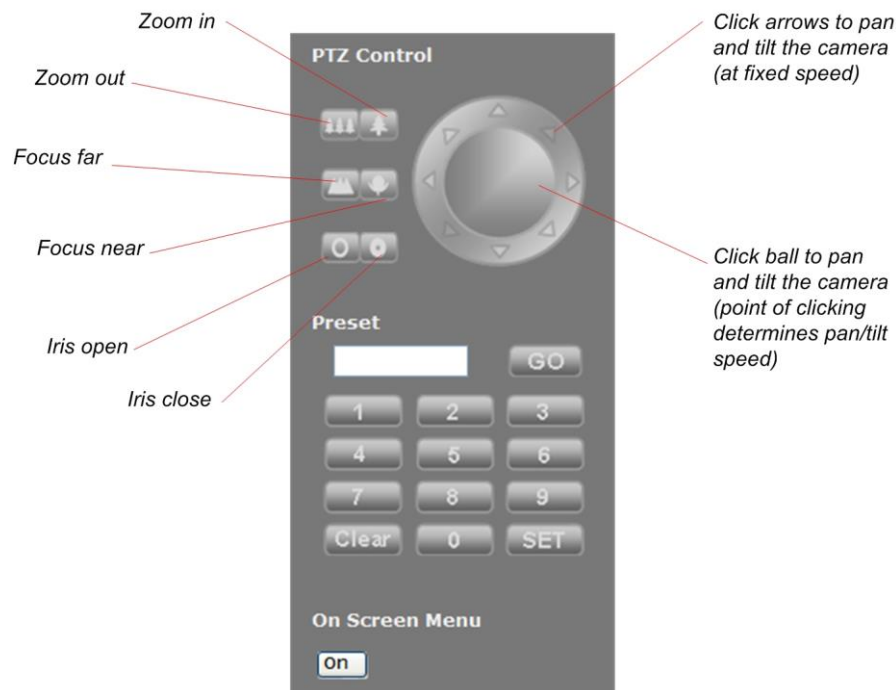 Zoom in
Zoom out
Focus far
Focus near
Iris open
Iris close
PTZ Control
Click arrows to pan
and tilt the camera
(at fixed speed)
Click ball to pan
and tilt the camera
(point of clicking
determines pan/tilt
speed)
Preset
GO
1 2 3
4 5 6
7 8 9
Clear 0 SET
On Screen Menu
On